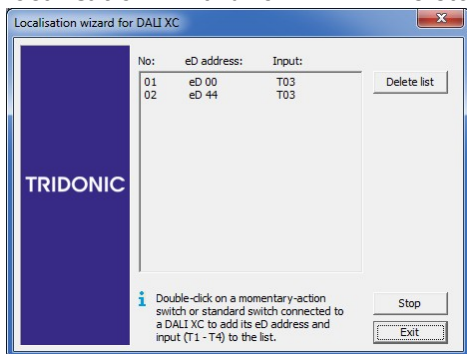 Localisation wizard for DALI XC
No: eD address: Input:
01 eD 00 T03
02 eD 44 T03
Delete list
TRIDONIC
i Double-click on a momentary-action
switch or standard switch connected to
a DALI XC to add its eD address and
input (T1 - T4) to the list.
Stop
Exit